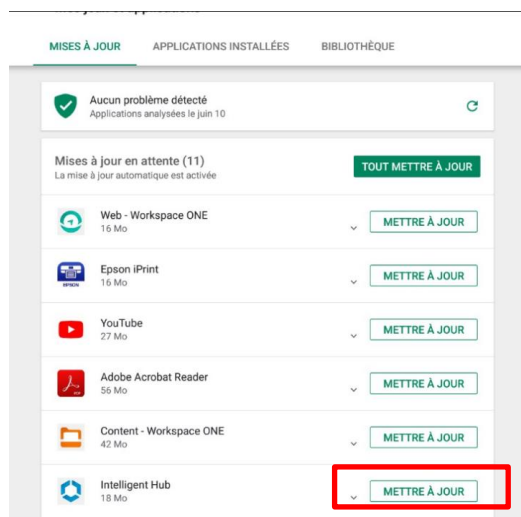 MISES À JOUR APPLICATIONS INSTALLÉES BIBLIOTHÈQUE
Aucun problème détecté
Applications analysées le juin 10
Mises à jour en attente (11)
La mise à jour automatique est activée
TOUT METTRE À JOUR
Web - Workspace ONE
16 Mo
METTRE À JOUR
Epson iPrint
16 Mo
METTRE À JOUR
EPSON
YouTube
27 Mo
METTRE À JOUR
Adobe Acrobat Reader
56 Mo
METTRE À JOUR
PDF
Content - Workspace ONE
42 Mo
METTRE À JOUR
Intelligent Hub
18 Mo
METTRE À JOUR